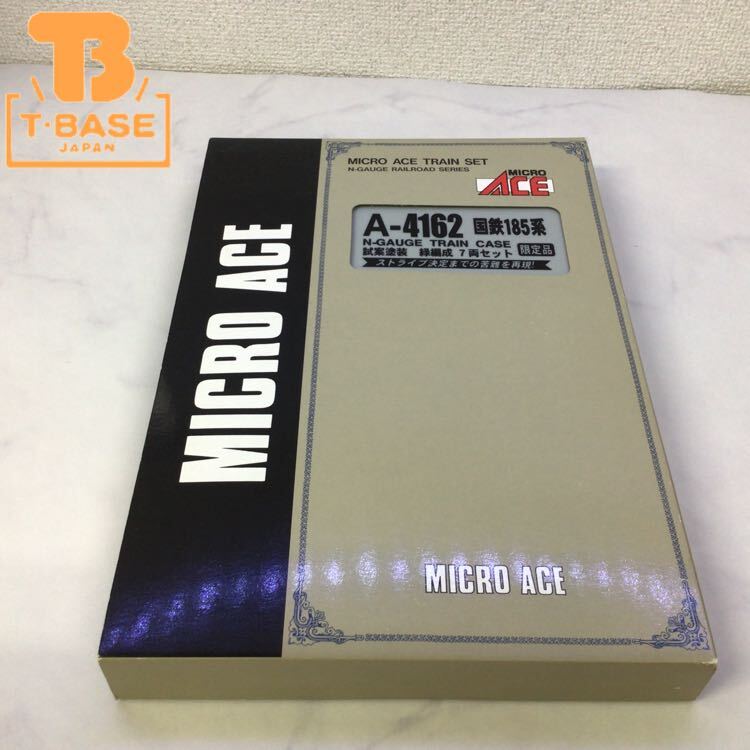 T·BASE
JAPAN
MICRO ACE TRAIN SET
N-GAUGE RAILROAD SERIES
MICRO
ACE
A-4162 国鉄185系
N-GAUGE TRAIN CASE
試案塗装 緑編成 7両セット 限定品
ストライプ決定までの苦難を再現!
MICRO ACE
MICRO ACE